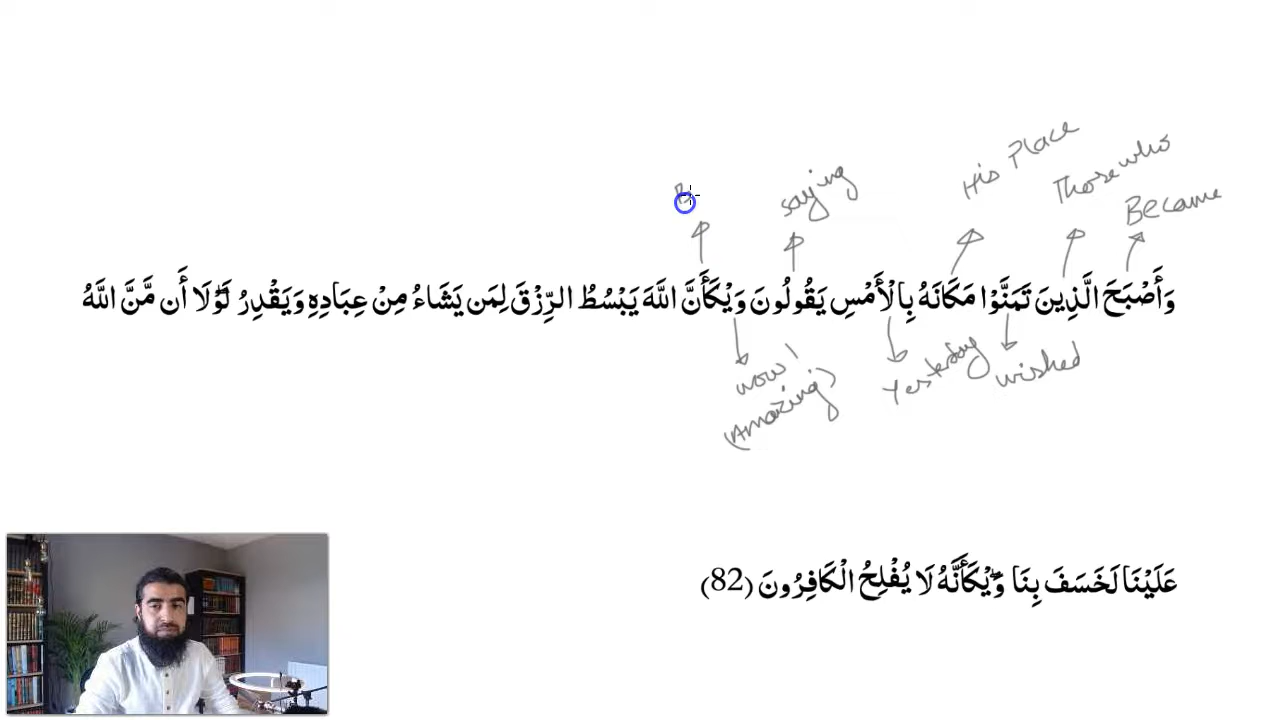 His Place
Those who
saying
Became
وَأَصْبَحَ الَّذِينَ تَمَنَّوْا مَكَانَهُ بِالْأَمْسِ يَقُولُونَ وَيْكَأَنَّ اللَّهَ يَبْسُطُ الرِّزْقَ لِمَن يَشَاءُ مِنْ عِبَادِهِ وَيَقْدِرُ ۖ لَوْلَا أَن مَّنَّ اللَّهُ
wow!
(Amazing)
Yesterday
wished
عَلَيْنَا لَخَسَفَ بِنَا ۖ وَيْكَأَنَّهُ لَا يُفْلِحُ الْكَافِرُونَ (82)